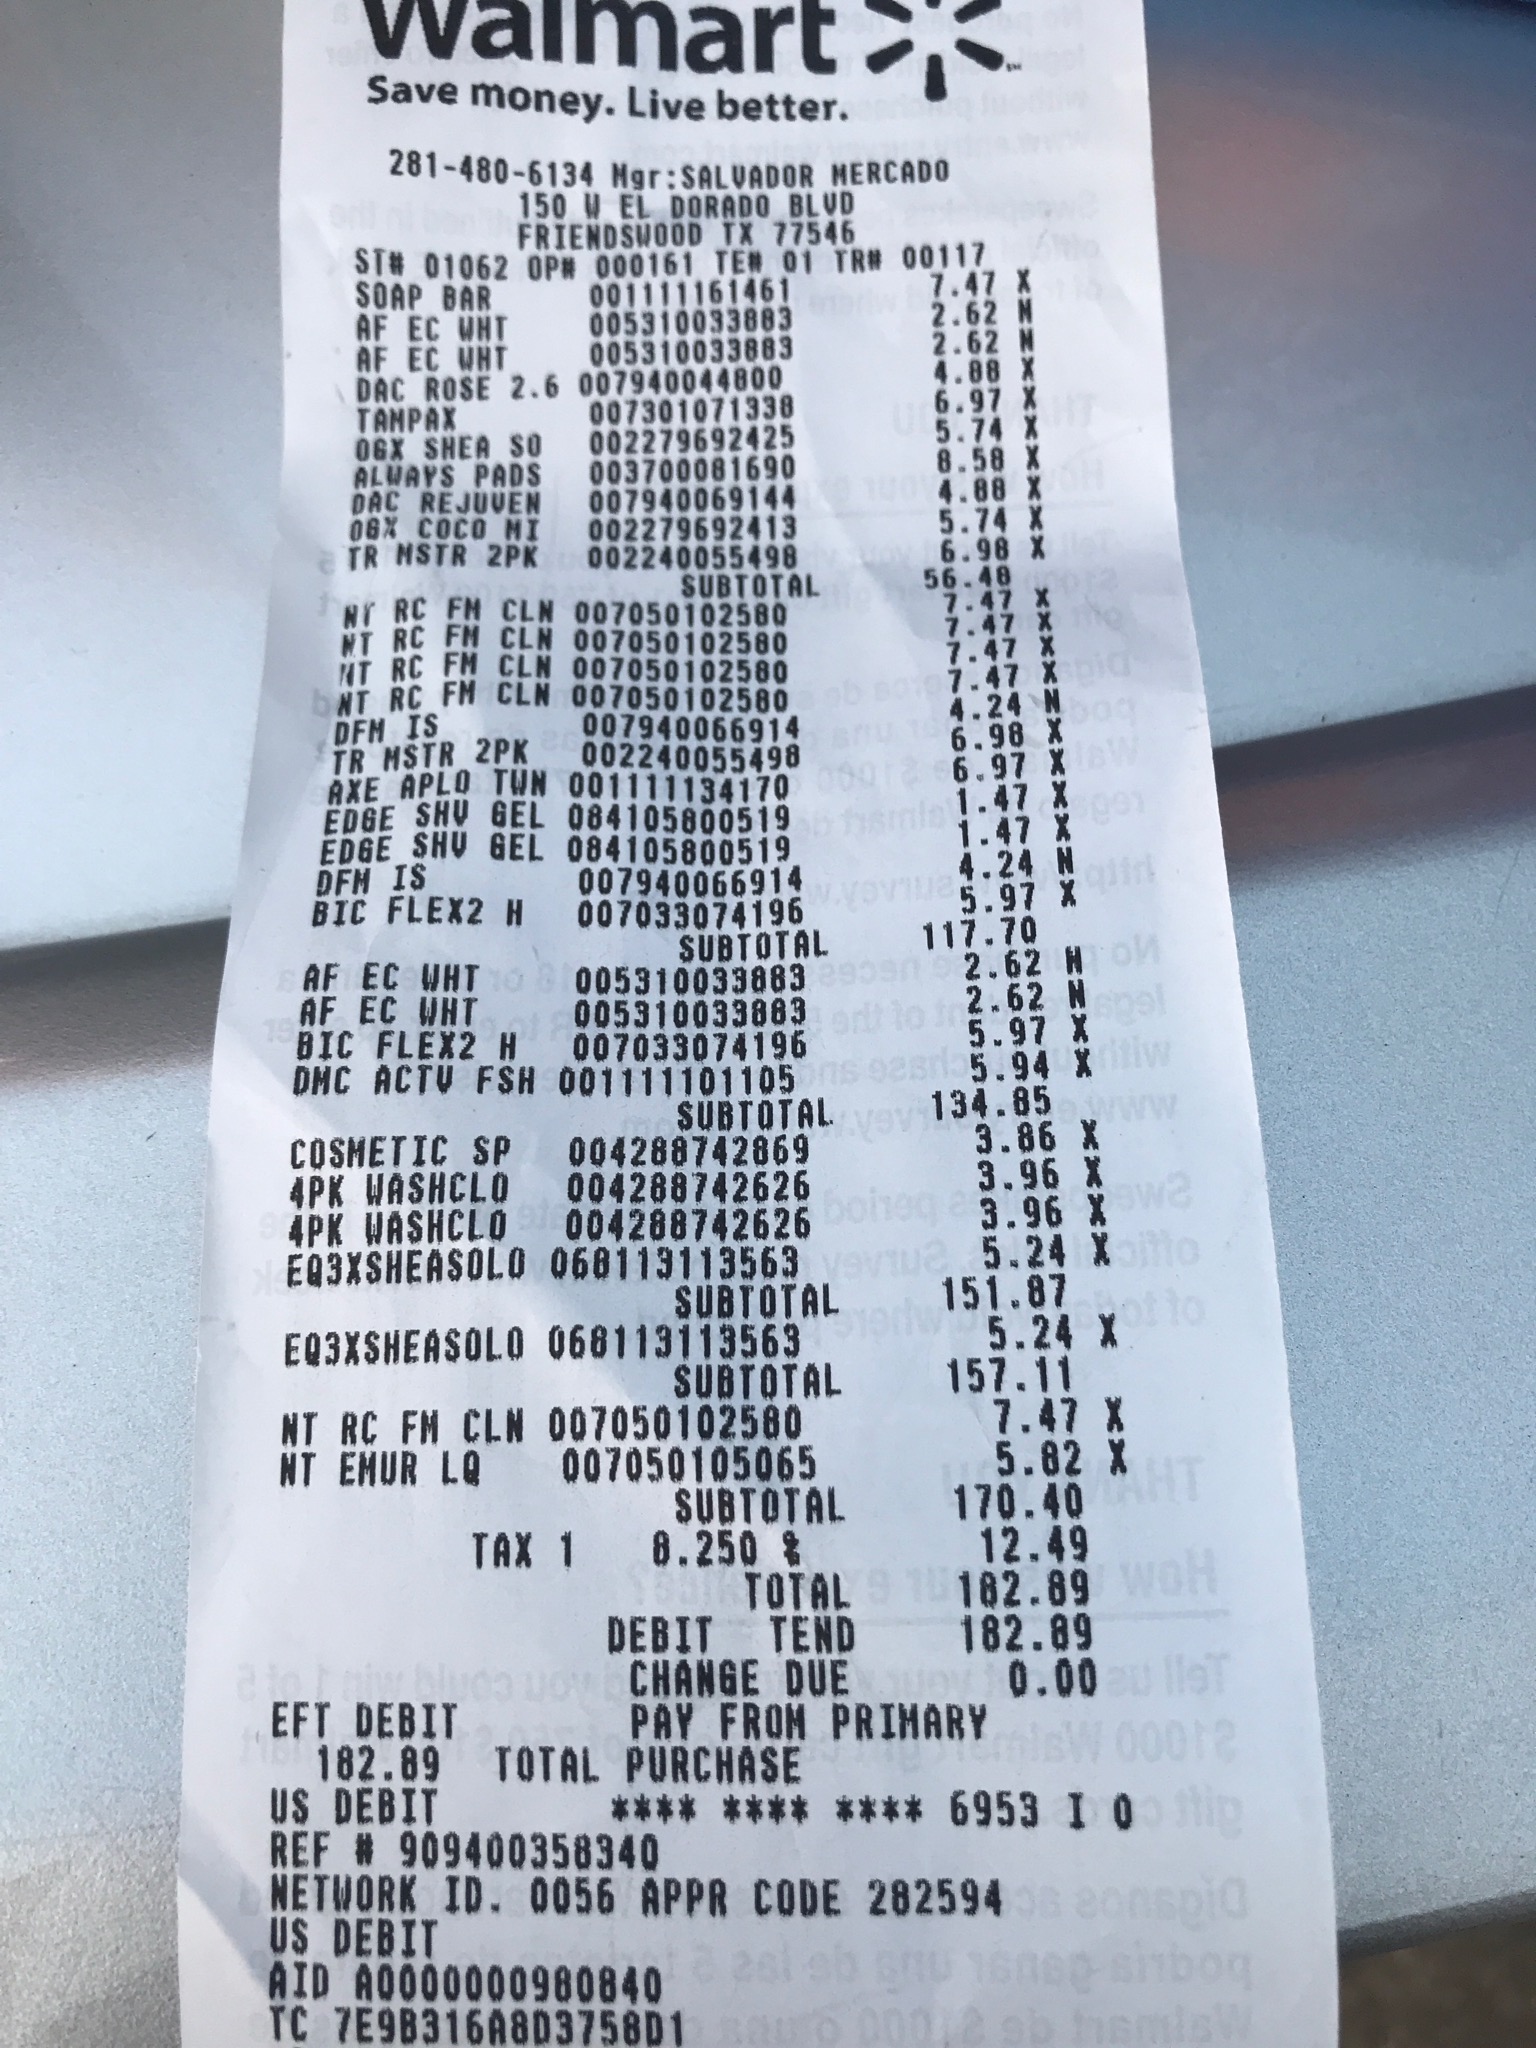 Walmart
Save money. Live better.
281-480-6134 Mgr:SALVADOR MERCADO
150 W EL DORADO BLVD
FRIENDSWOOD TX 77546
ST# 01062 OP# 000161 TE# 01 TR# 00117
SOAP BAR 001111161461 7.47 X
AF EC WHT 005310033883 2.62 N
AF EC WHT 005310033883 2.62 N
DAC ROSE 2.6 007940044800 4.88 X
TAMPAX 007301071338 6.97 X
OGX SHEA SO 002279692425 5.74 X
ALWAYS PADS 003700081690 8.58 X
DAC REJUVEN 007940069144 4.88 X
OGX COCO MI 002279692413 5.74 X
TR MSTR 2PK 002240055498 6.98 X
SUBTOTAL 56.48
NT RC FM CLN 007050102580 7.47 X
NT RC FM CLN 007050102580 7.47 X
NT RC FM CLN 007050102580 7.47 X
NT RC FM CLN 007050102580 7.47 X
DFM IS 007940066914 4.24 N
TR MSTR 2PK 002240055498 6.98 X
AXE APLO TWN 001111134170 6.97 X
EDGE SHV GEL 084105800519 1.47 X
EDGE SHV GEL 084105800519 1.47 X
DFM IS 007940066914 4.24 N
BIC FLEX2 H 007033074196 5.97 X
SUBTOTAL 117.70
AF EC WHT 005310033883 2.62 N
AF EC WHT 005310033883 2.62 N
BIC FLEX2 H 007033074196 5.97 X
DMC ACTV FSH 001111101105 5.94 X
SUBTOTAL 134.85
COSMETIC SP 004288742869 3.86 X
4PK WASHCLO 004288742626 3.96 X
4PK WASHCLO 004288742626 3.96 X
EQ3XSHEASOLO 068113113563 5.24 X
SUBTOTAL 151.87
EQ3XSHEASOLO 068113113563 5.24 X
SUBTOTAL 157.11
NT RC FM CLN 007050102580 7.47 X
NT EMUR LQ 007050105065 5.82 X
SUBTOTAL 170.40
TAX 1 8.250 % 12.49
TOTAL 182.89
DEBIT TEND 182.89
CHANGE DUE 0.00
EFT DEBIT PAY FROM PRIMARY
182.89 TOTAL PURCHASE
US DEBIT **** **** **** 6953 I 0
REF # 909400358340
NETWORK ID. 0056 APPR CODE 282594
US DEBIT
AID A0000000980840
TC 7E9B316A8D3758D1